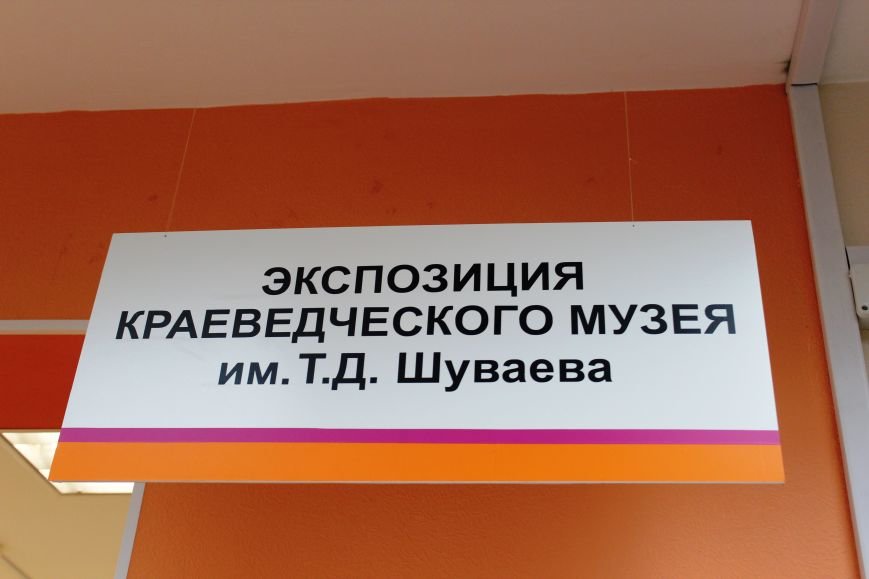 ЭКСПОЗИЦИЯ
КРАЕВЕДЧЕСКОГО МУЗЕЯ
им. Т.Д. Шуваева